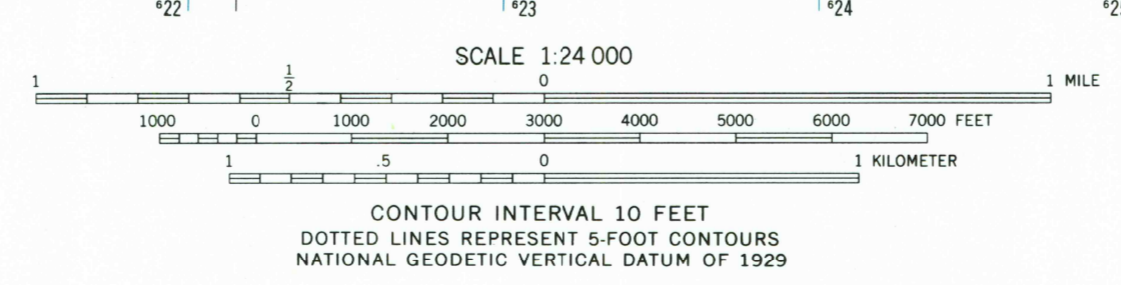 ⁶22 ⁶23 ⁶24
SCALE 1:24 000
1 1/2 0 1 MILE
1000 0 1000 2000 3000 4000 5000 6000 7000 FEET
1 .5 0 1 KILOMETER
CONTOUR INTERVAL 10 FEET
DOTTED LINES REPRESENT 5-FOOT CONTOURS
NATIONAL GEODETIC VERTICAL DATUM OF 1929